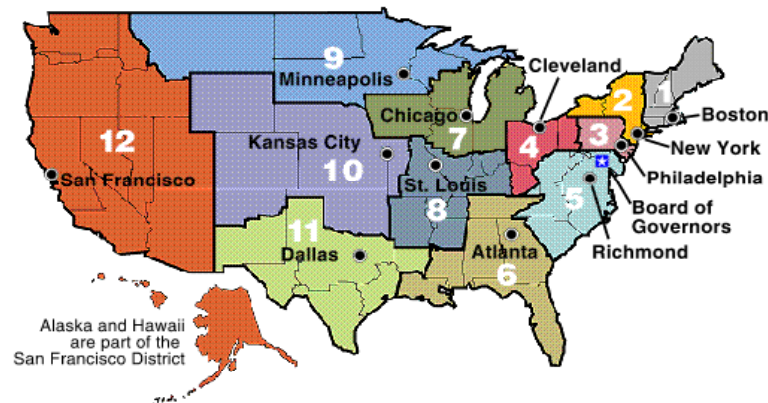 Cleveland
9
Minneapolis
2
1
Chicago
Boston
12
7
4
3
New York
Kansas City
10
San Francisco
St. Louis
Philadelphia
8
5
Board of
Governors
11
Dallas
Atlanta
6
Richmond
Alaska and Hawaii
are part of the
San Francisco District